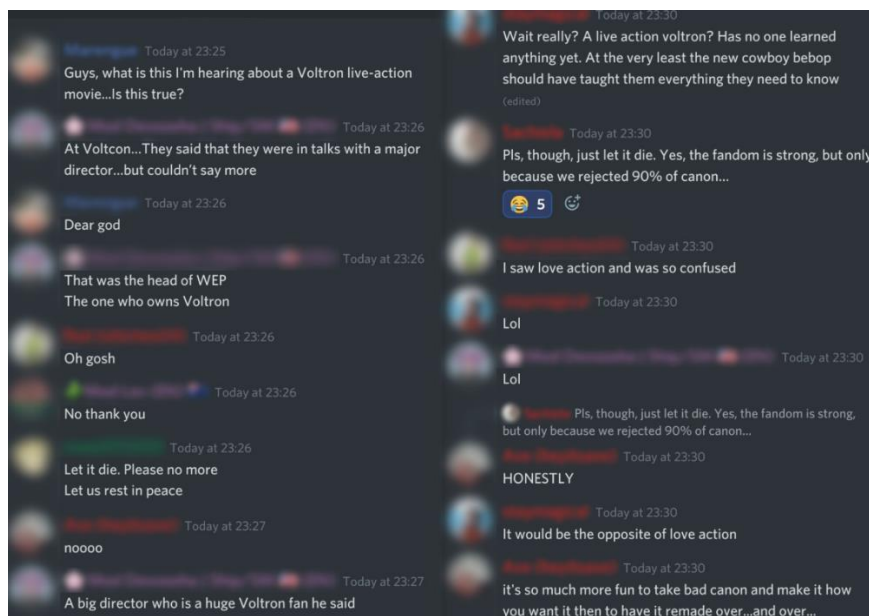 Today at 23:25
Guys, what is this I'm hearing about a Voltron live-action
movie...Is this true?
Today at 23:26
At Voltcon...They said that they were in talks with a major
director...but couldn't say more
Today at 23:26
Dear god
Today at 23:26
That was the head of WEP
The one who owns Voltron
Today at 23:26
Oh gosh
Today at 23:26
No thank you
Today at 23:26
Let it die. Please no more
Let us rest in peace
Today at 23:27
noooo
Today at 23:27
A big director who is a huge Voltron fan he said
Today at 23:30
Wait really? A live action voltron? Has no one learned
anything yet. At the very least the new cowboy bebop
should have taught them everything they need to know
(edited)
Today at 23:30
Pls, though, just let it die. Yes, the fandom is strong, but only
because we rejected 90% of canon...
5
Today at 23:30
I saw love action and was so confused
Today at 23:30
Lol
Today at 23:30
Lol
Pls, though, just let it die. Yes, the fandom is strong,
but only because we rejected 90% of canon...
Today at 23:30
HONESTLY
Today at 23:30
It would be the opposite of love action
Today at 23:30
it's so much more fun to take bad canon and make it how
you want it then to have it remade over...and over...